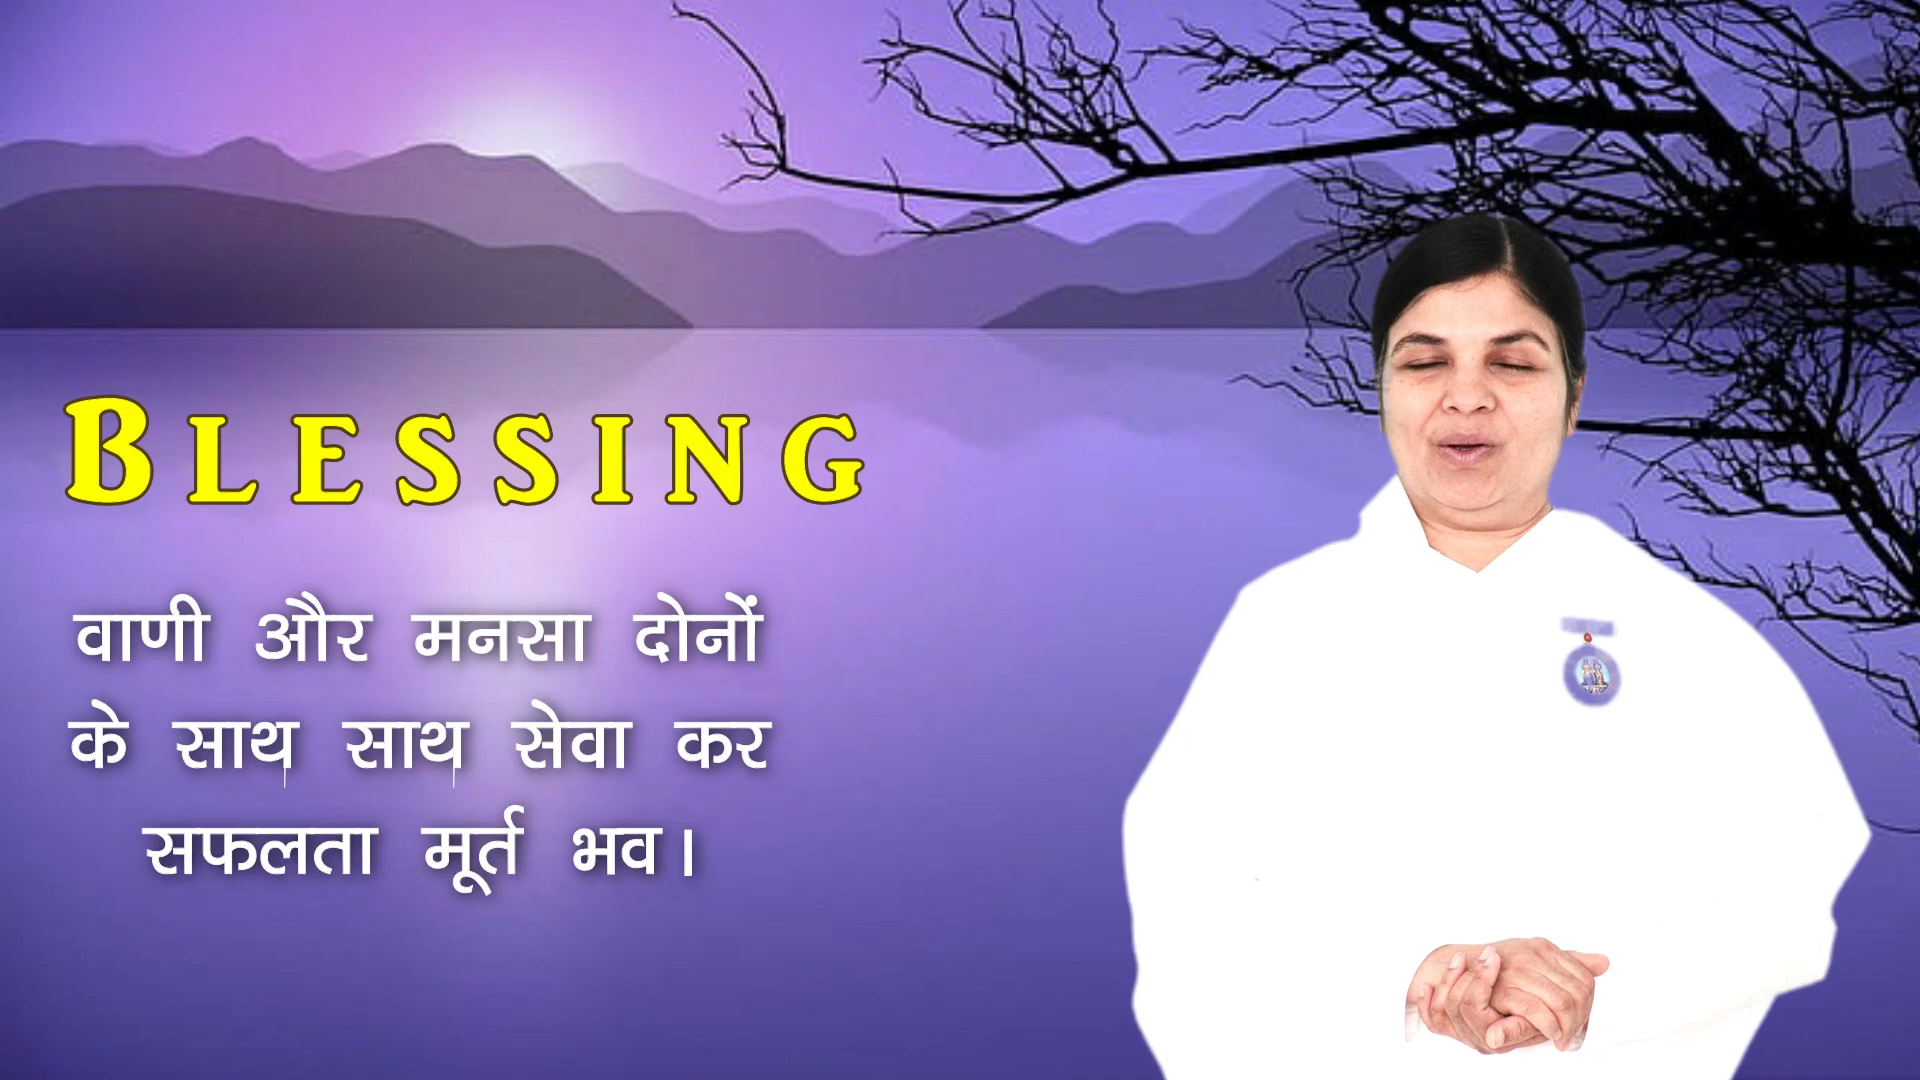 BLESSING
वाणी और मनसा दोनों
के साथ साथ सेवा कर
सफलता मूर्त भव।